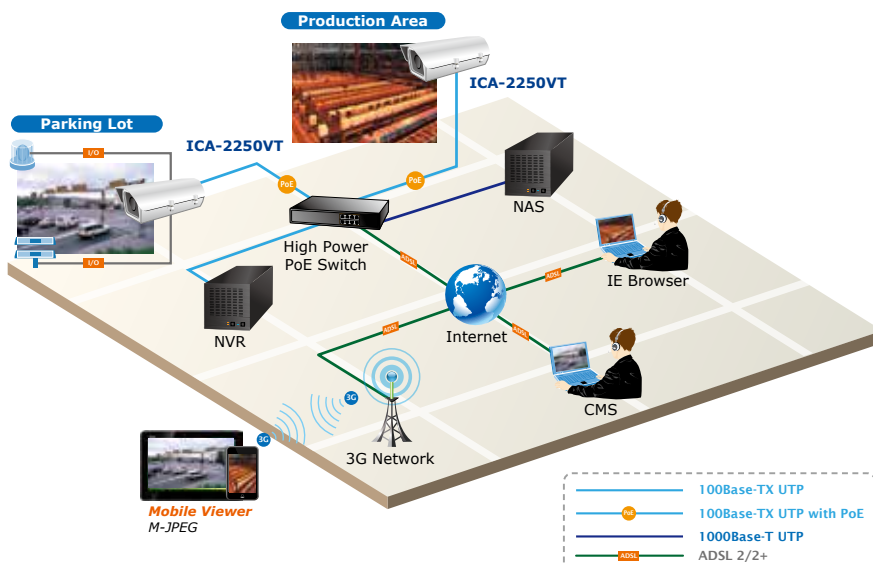 Production Area
ICA-2250VT
Parking Lot
I/O
ICA-2250VT
PoE
PoE
NAS
High Power
PoE Switch
ADSL
ADSL
IE Browser
I/O
NVR
Internet
ADSL
ADSL
CMS
3G
3G
3G Network
Mobile Viewer
M-JPEG
100Base-TX UTP
PoE
100Base-TX UTP with PoE
1000Base-T UTP
ADSL
ADSL 2/2+